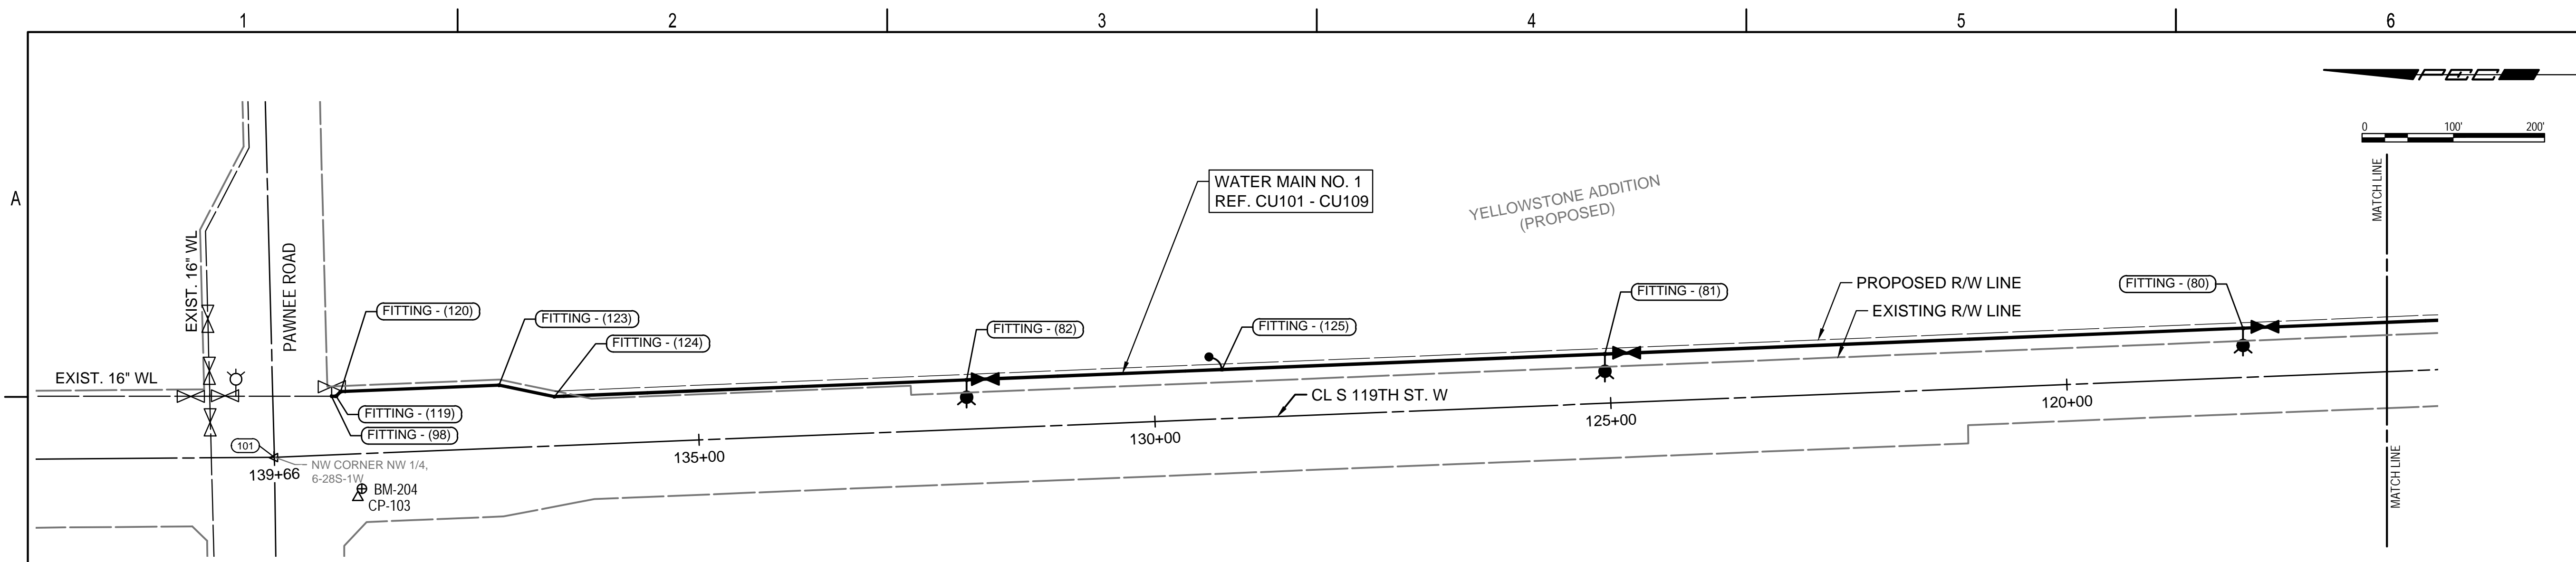 1
2
3
4
5
6
A
PEC
0 100' 200'
MATCH LINE
WATER MAIN NO. 1
REF. CU101 - CU109
YELLOWSTONE ADDITION
(PROPOSED)
EXIST. 16" WL
PAWNEE ROAD
FITTING - (120)
FITTING - (123)
FITTING - (124)
FITTING - (82)
FITTING - (125)
FITTING - (81)
PROPOSED R/W LINE
EXISTING R/W LINE
FITTING - (80)
EXIST. 16" WL
FITTING - (119)
FITTING - (98)
CL S 119TH ST. W
101
139+66
135+00
130+00
125+00
120+00
NW CORNER NW 1/4,
6-28S-1W
BM-204
CP-103
MATCH LINE